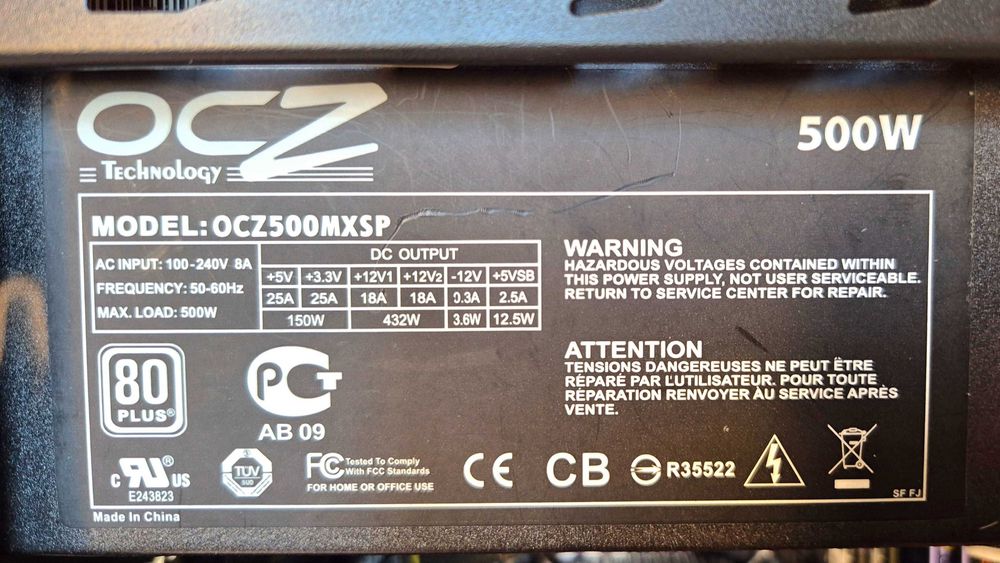 OCZ
Technology
500W
MODEL: OCZ500MXSP
AC INPUT: 100-240V 8A
FREQUENCY: 50-60Hz
MAX. LOAD: 500W
DC OUTPUT
+5V +3.3V +12V1 +12V2 -12V +5VSB
25A 25A 18A 18A 0.3A 2.5A
150W 432W 3.6W 12.5W
WARNING
HAZARDOUS VOLTAGES CONTAINED WITHIN
THIS POWER SUPPLY, NOT USER SERVICEABLE.
RETURN TO SERVICE CENTER FOR REPAIR.
ATTENTION
TENSIONS DANGEREUSES NE PEUT ÊTRE
RÉPARÉ PAR L'UTILISATEUR. POUR TOUTE
RÉPARATION RENVOYER AU SERVICE APRÈS
VENTE.
80
PLUS®
PCT
AB 09
c RU® US
E243823
TÜV
SÜD
FC Tested To Comply
With FCC Standards
FOR HOME OR OFFICE USE
CE
CB
R35522
SF FJ
Made In China